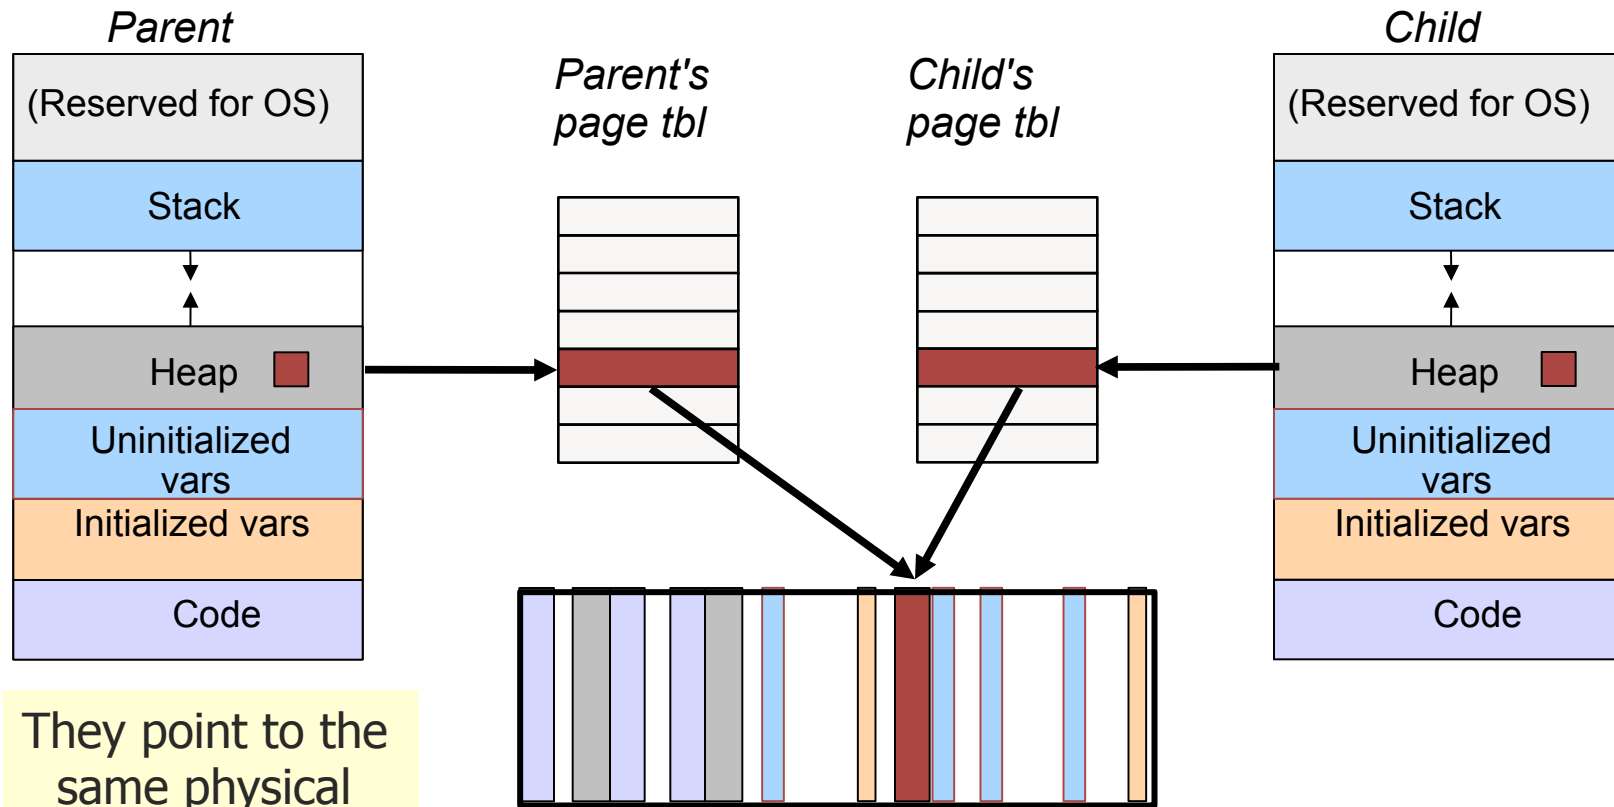 Parent
(Reserved for OS)
Stack
Heap
Uninitialized
vars
Initialized vars
Code
Parent's
page tbl
Child's
page tbl
Child
(Reserved for OS)
Stack
Heap
Uninitialized
vars
Initialized vars
Code
They point to the
same physical